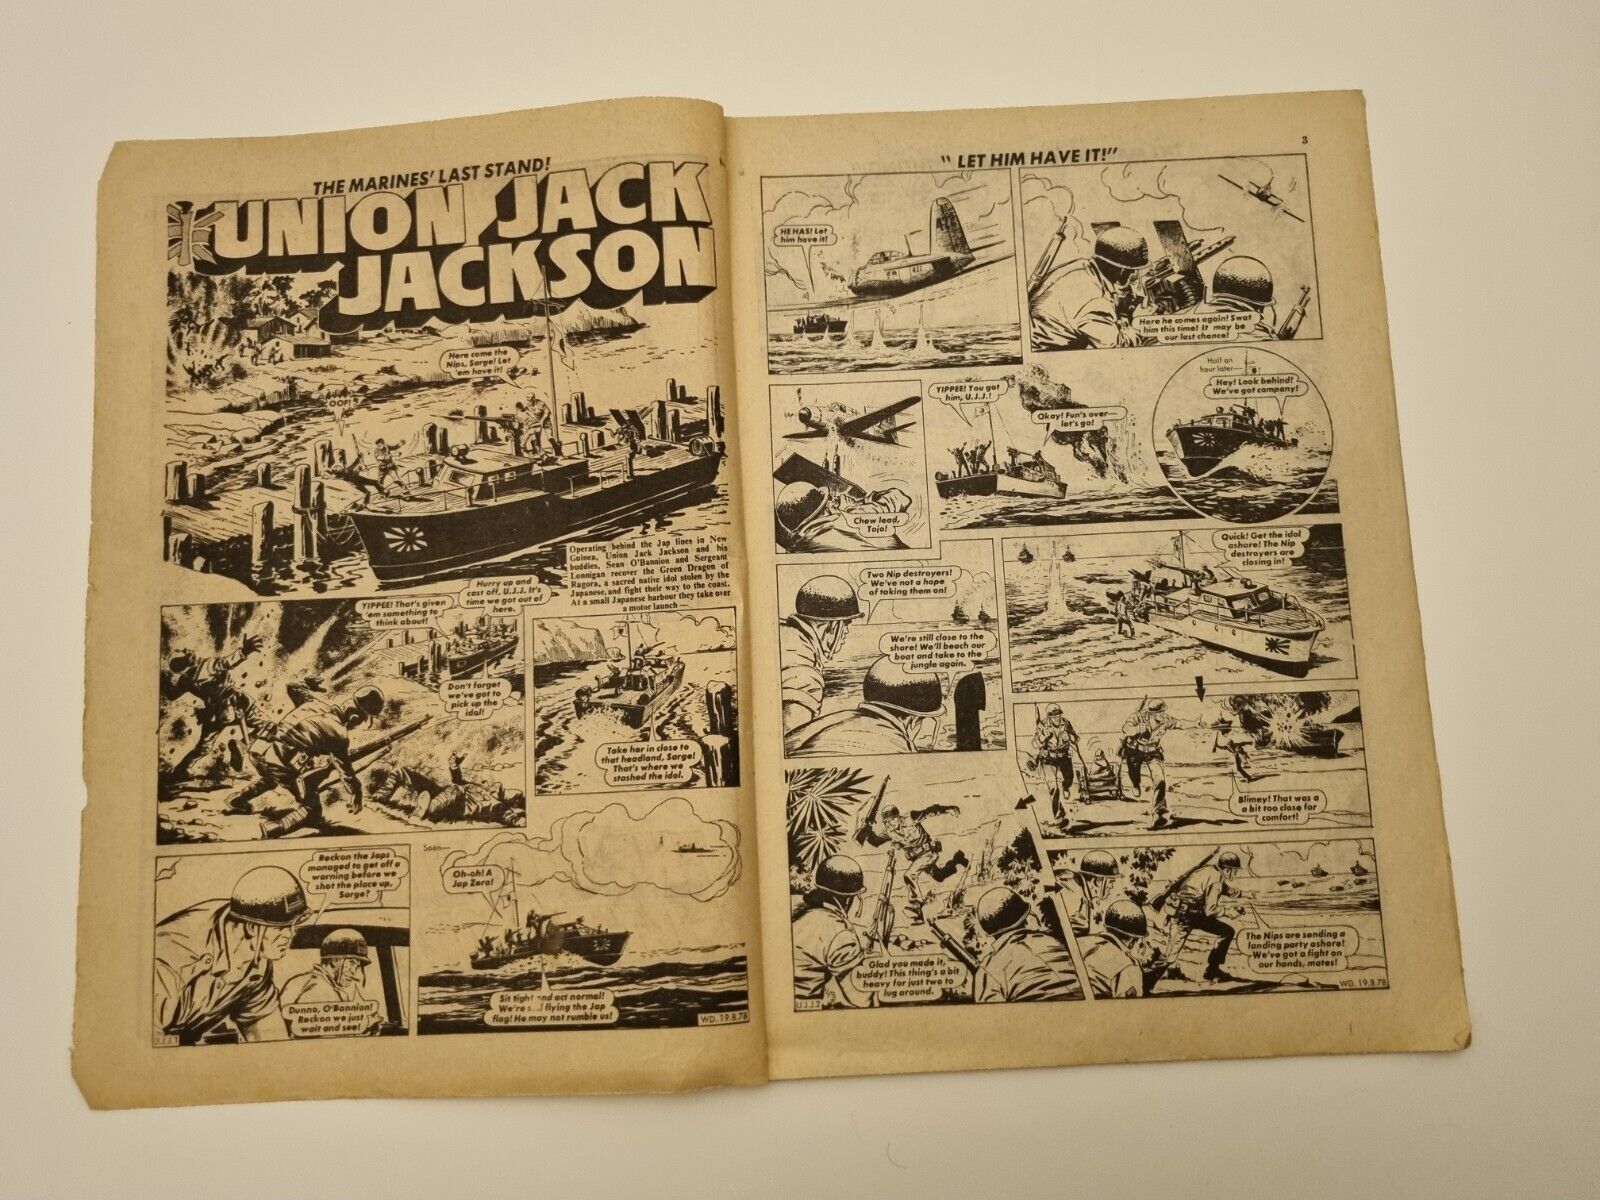 THE MARINES' LAST STAND!
UNION JACK
JACKSON
Here come the
Nips, Sarge! Let
'em have it!
OOF!
Operating behind the Jap lines in New
Guinea, Union Jack Jackson and his
buddies, Sean O'Bannion and Sergeant
Lonnigan recover the Green Dragon of
Ragora, a sacred native idol stolen by the
Japanese, and fight their way to the coast.
At a small Japanese harbour they take over
a motor launch —
YIPPEE! That's given
'em something to
think about!
Hurry up and
cast off, U.J.J. It's
time we got out of
here.
Don't forget
we've got to
pick up the
idol!
Take her in close to
that headland, Sarge!
That's where we
stashed the idol.
Reckon the Japs
managed to get off a
warning before we
shot the place up,
Sarge?
Dunno, O'Bannion!
Reckon we just
wait and see!
U.J.J.1
Soon—
Oh-oh! A
Jap Zero!
Sit tight and act normal!
We're flying the Jap
flag! He may not rumble us!
WD. 19.8.78
3
"LET HIM HAVE IT!"
HE HAS! Let
him have it!
Here he comes again! Swat
him this time! It may be
our last chance!
Chew lead,
Tojo!
YIPPEE! You got
him, U.J.J.!
Okay! Fun's over—
let's go!
Half an
hour later—
Hey! Look behind!
We've got company!
Two Nip destroyers!
We've not a hope
of taking them on!
We're still close to the
shore! We'll beach our
boat and take to the
jungle again.
Quick! Get the idol
ashore! The Nip
destroyers are
closing in!
Blimey! That was a
a bit too close for
comfort!
Glad you made it,
buddy! This thing's a bit
heavy for just two to
lug around.
U.J.J.2
The Nips are sending a
landing party ashore!
We've got a fight on
our hands, mates!
WD. 19.8.78